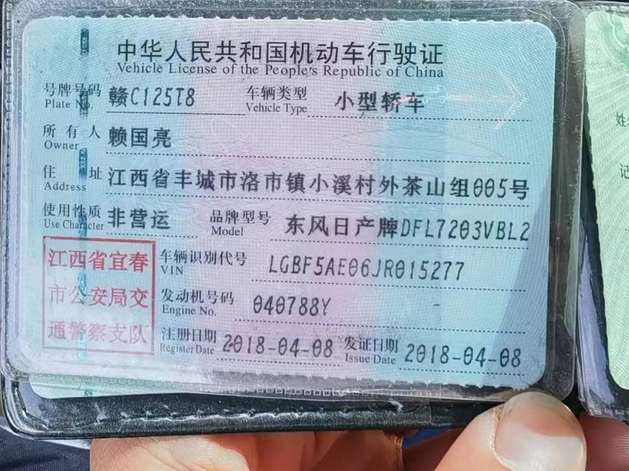 中华人民共和国机动车行驶证
Vehicle License of the People's Republic of China
号牌号码 赣C125T8 车辆类型 小型轿车
Plate No. Vehicle Type
所有人 赖国亮
Owner
住址 江西省丰城市洛市镇小溪村外茶山组005号
Address
使用性质 非营运 品牌型号 东风日产牌DFL7203VBL2
Use Character Model
江西省宜春
市公安局交
通警察支队
车辆识别代号 LGBF5AE06JR015277
VIN
发动机号码 040788Y
Engine No.
注册日期 2018-04-08 发证日期 2018-04-08
Register Date Issue Date
姓名
记